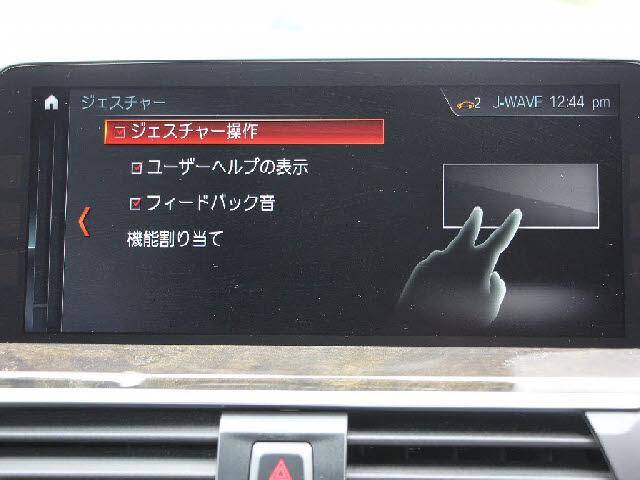 ジェスチャー
2 J-WAVE 12:44 pm
ジェスチャー操作
ユーザーヘルプの表示
フィードバック音
機能割り当て